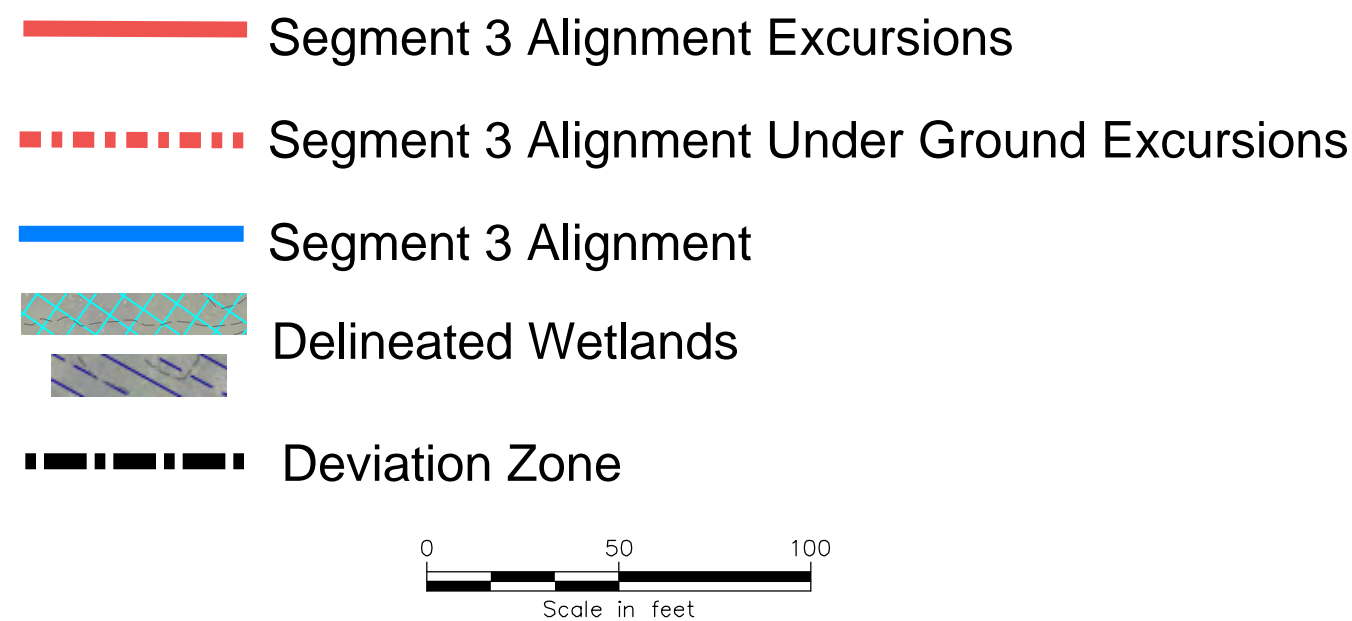 Segment 3 Alignment Excursions
Segment 3 Alignment Under Ground Excursions
Segment 3 Alignment
Delineated Wetlands
Deviation Zone
0 50 100
Scale in feet